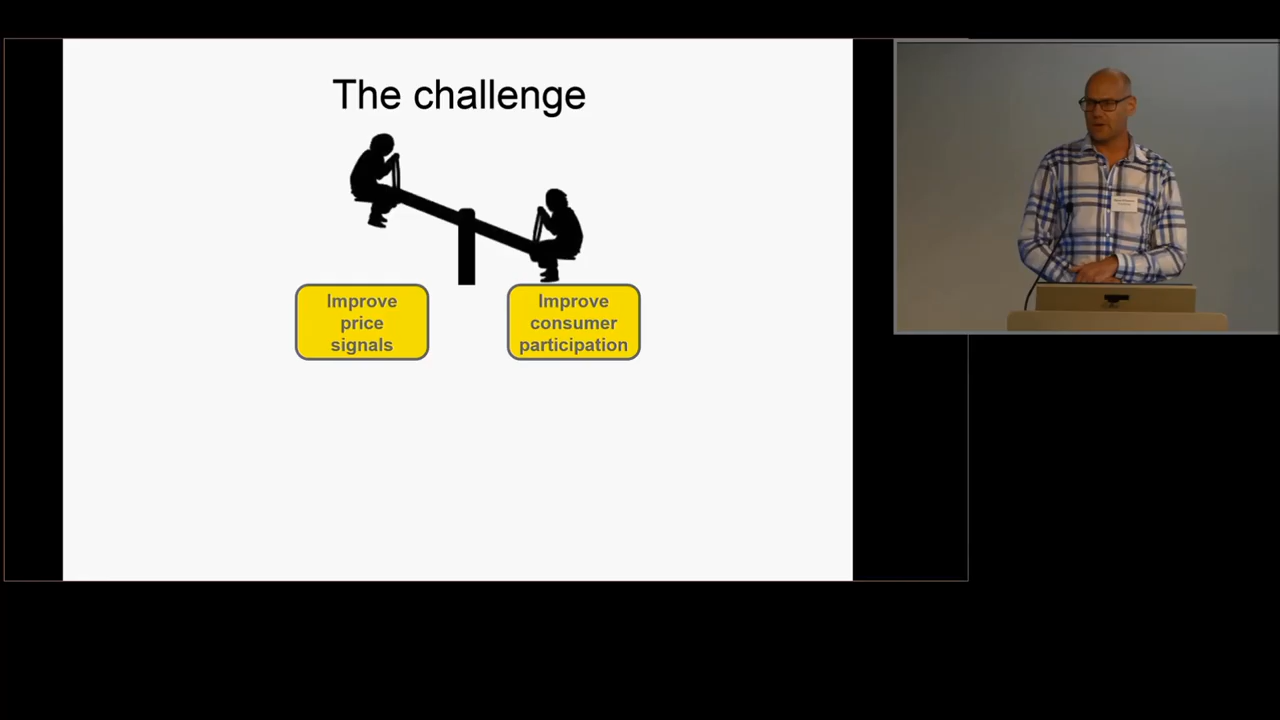 The challenge
Improve
price
signals
Improve
consumer
participation